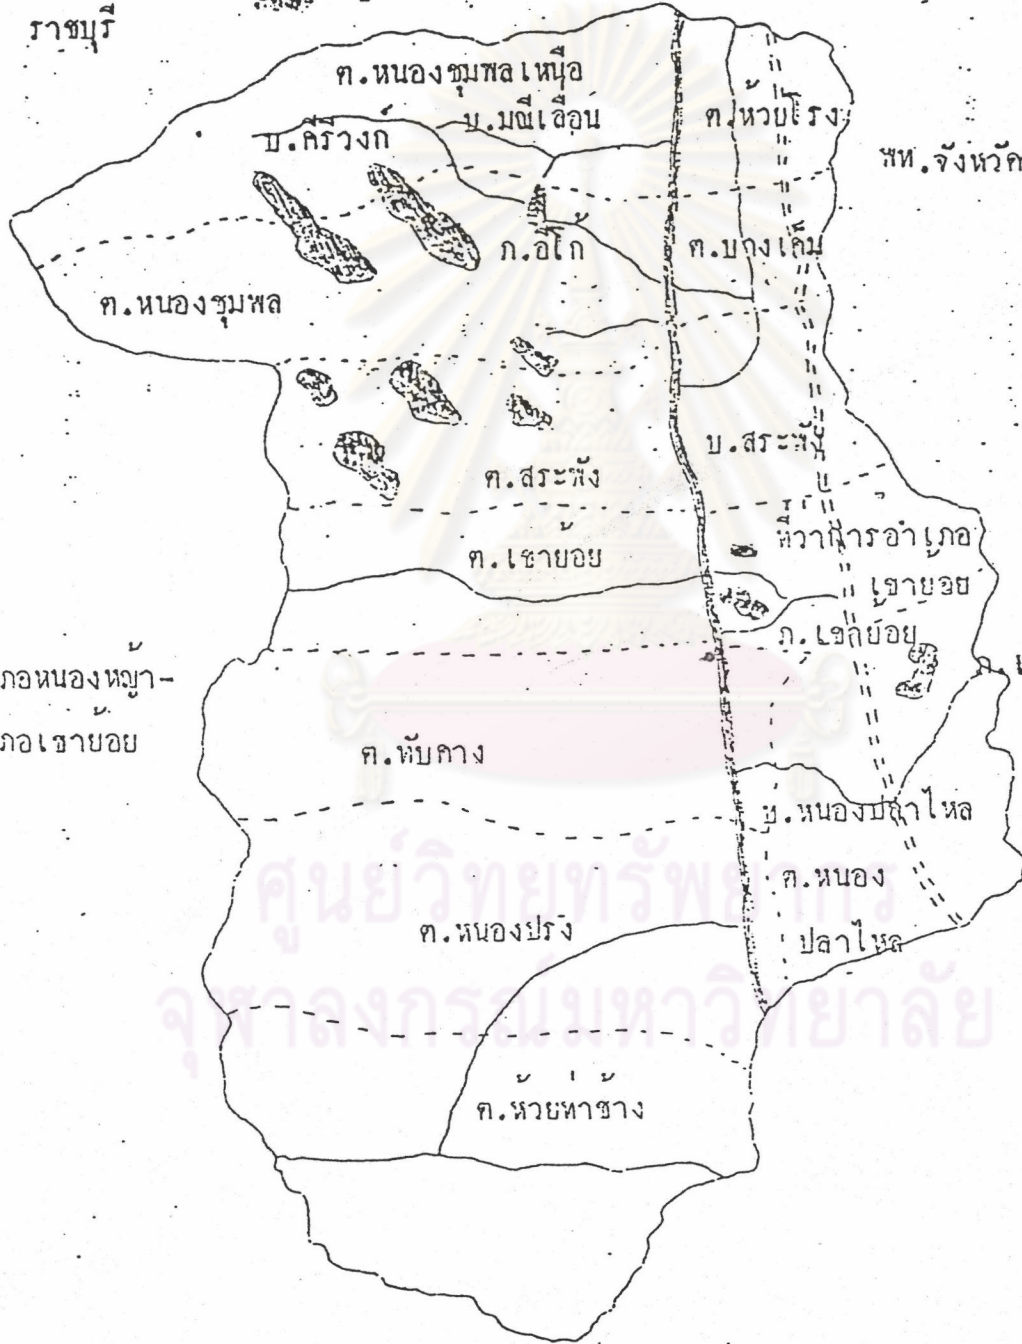 ราชบุรี
ต.หนองชุมพลเหนือ
บ.มณีเลื่อน
ต.ห้วยโรง
บ.คีรีวงก์
พท.จังหวัด
ภ.อีโก้
ต.บางเค็ม
ต.หนองชุมพล
บ.สระพัง
ต.สระพัง
ที่วาการอำเภอ
เขาย้อย
ต.เขาย้อย
ภ.เขาย้อย
ภอหนองหญ้า-
ภอเขาย้อย
ต.ทับคาง
บ.หนองปลาไหล
ต.หนอง
ปลาไหล
ต.หนองปรง
ศูนย์วิทยทรัพยากร
จุฬาลงกรณ์มหาวิทยาลัย
ต.ห้วยท่าช้าง